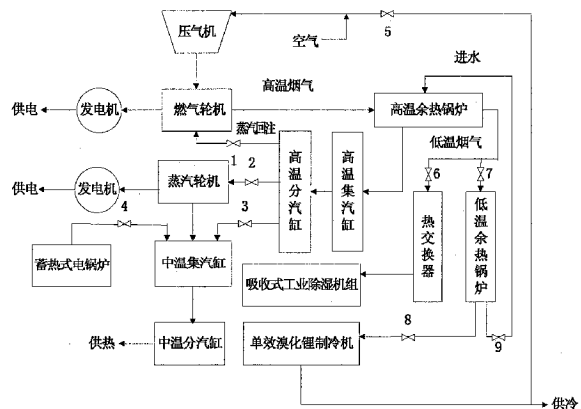 压气机
空气
5
进水
高温烟气
供电
发电机
燃气轮机
高温余热锅炉
蒸汽回注
低温烟气
1
2
高温分汽缸
高温集汽缸
6
7
供电
发电机
蒸汽轮机
4
3
热交换器
低温余热锅炉
蓄热式电锅炉
中温集汽缸
吸收式工业除湿机组
8
9
供热
中温分汽缸
单效溴化锂制冷机
供冷